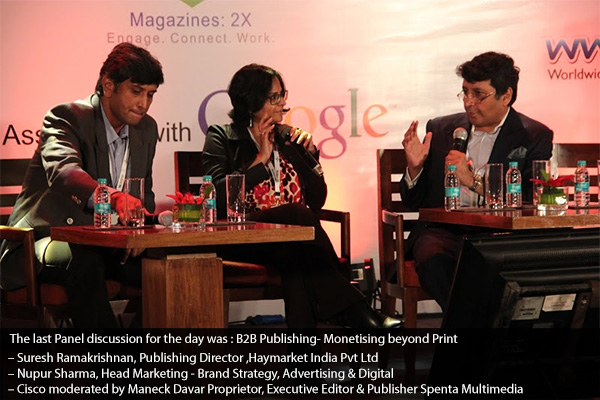 Magazines: 2X
Engage. Connect. Work.
WW
Worldwid
Ass
with
Google
The last Panel discussion for the day was : B2B Publishing- Monetising beyond Print
– Suresh Ramakrishnan, Publishing Director ,Haymarket India Pvt Ltd
– Nupur Sharma, Head Marketing - Brand Strategy, Advertising & Digital
– Cisco moderated by Maneck Davar Proprietor, Executive Editor & Publisher Spenta Multimedia